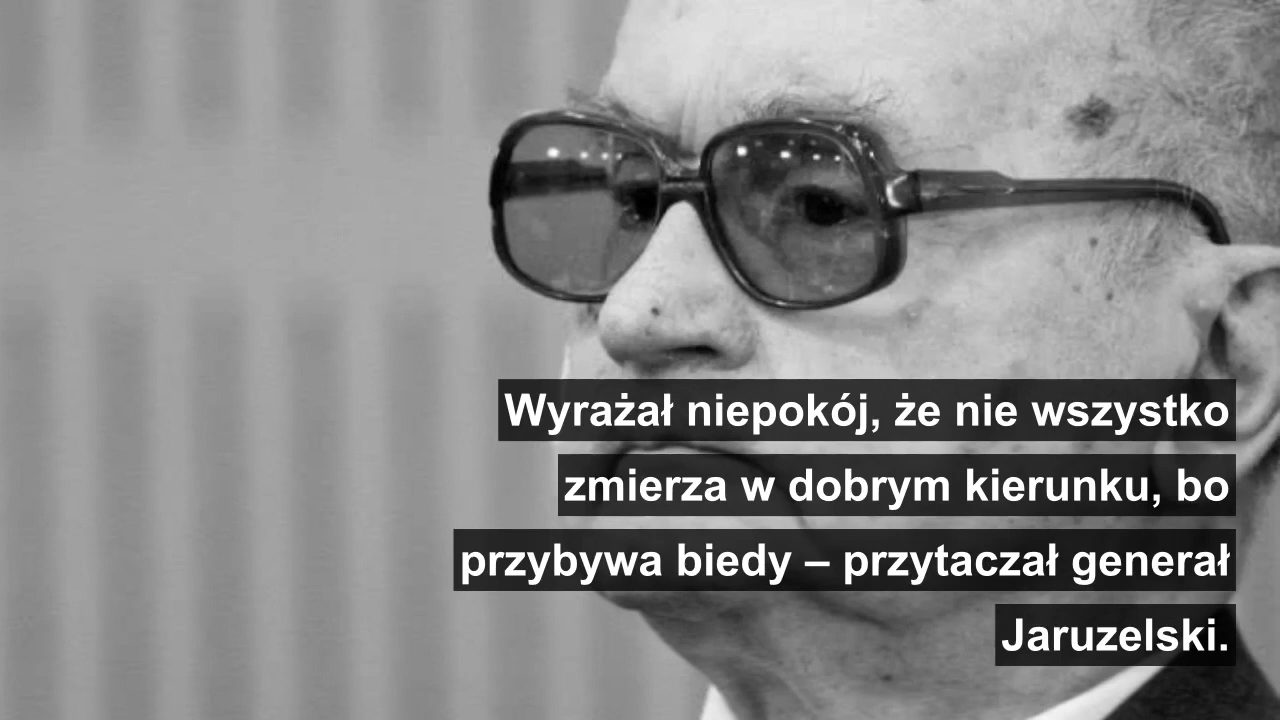 Wyrażał niepokój, że nie wszystko
zmierza w dobrym kierunku, bo
przybywa biedy – przytaczał generał
Jaruzelski.